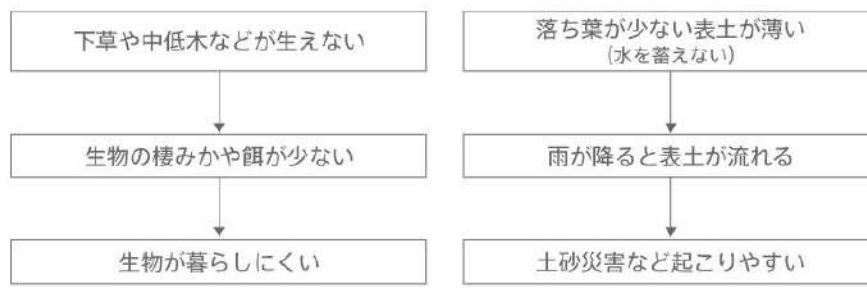 下草や中低木などが生えない
生物の棲みかや餌が少ない
生物が暮らしにくい
落ち葉が少ない表土が薄い
(水を蓄えない)
雨が降ると表土が流れる
土砂災害など起こりやすい